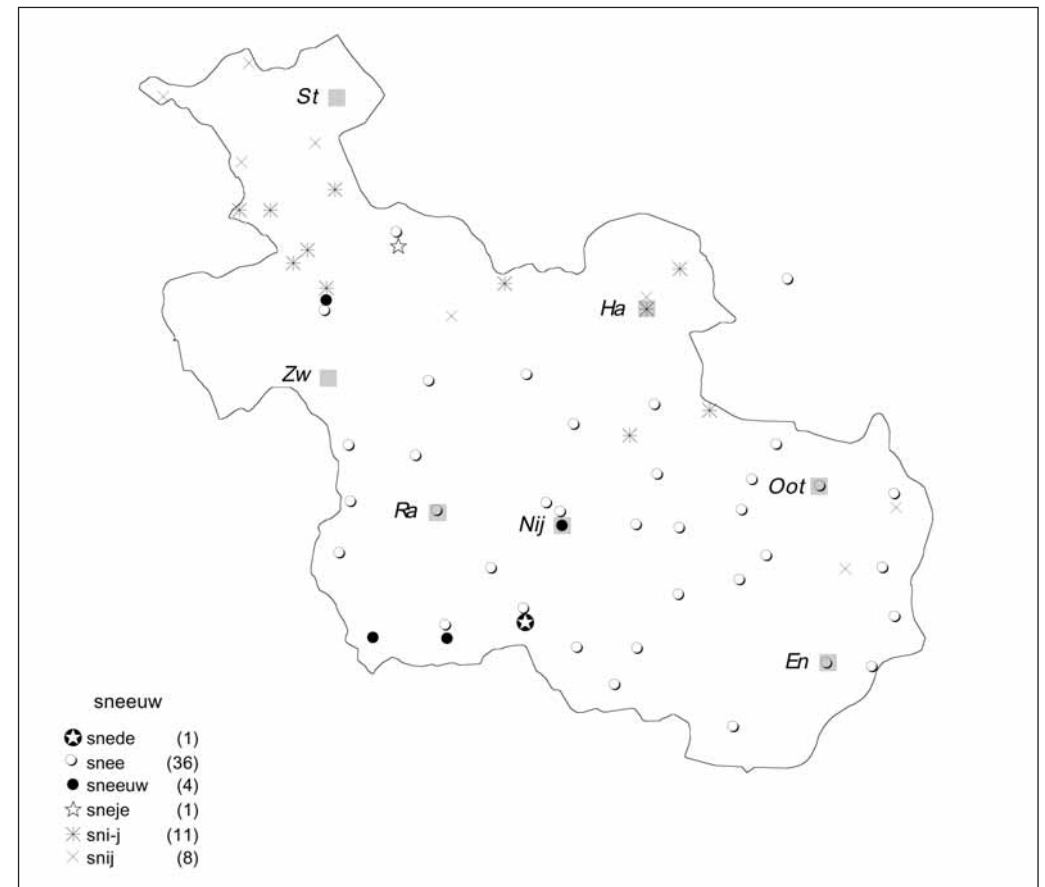 St
Ha
Zw
Oot
Ra
Nij
En
sneeuw
snede (1)
snee (36)
sneeuw (4)
sneje (1)
sni-j (11)
snij (8)